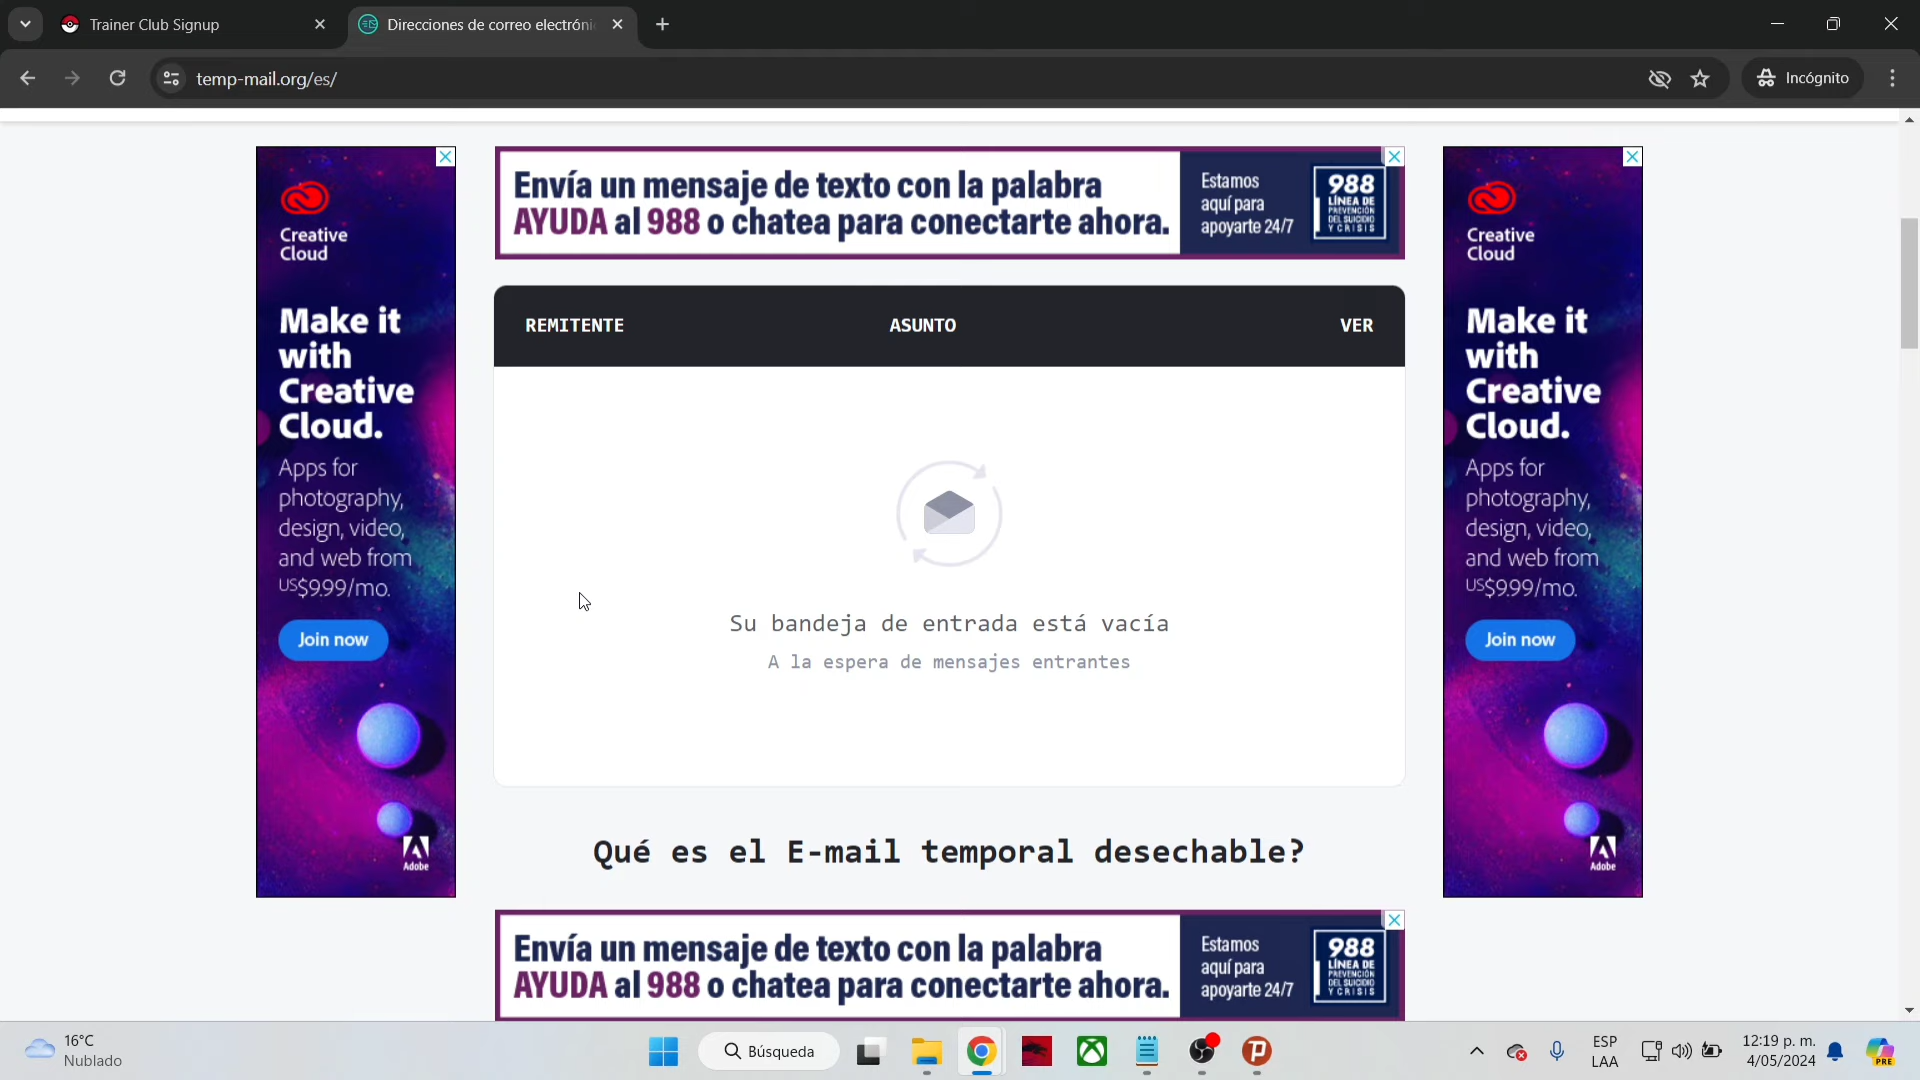 Trainer Club Signup
Direcciones de correo electróni
temp-mail.org/es/
Incógnito
Creative
Cloud
Make it
with
Creative
Cloud.
Apps for
photography,
design, video,
and web from
US$9.99/mo.
Join now
Adobe
Envía un mensaje de texto con la palabra
AYUDA al 988 o chatea para conectarte ahora.
Estamos
aquí para
apoyarte 24/7
988
LÍNEA DE
PREVENCIÓN
DEL SUICIDIO
Y CRISIS
REMITENTE
ASUNTO
VER
Su bandeja de entrada está vacía
A la espera de mensajes entrantes
Qué es el E-mail temporal desechable?
Envía un mensaje de texto con la palabra
AYUDA al 988 o chatea para conectarte ahora.
Estamos
aquí para
apoyarte 24/7
988
LÍNEA DE
PREVENCIÓN
DEL SUICIDIO
Y CRISIS
Creative
Cloud
Make it
with
Creative
Cloud.
Apps for
photography,
design, video,
and web from
US$9.99/mo.
Join now
Adobe
16°C
Nublado
Búsqueda
ESP
LAA
12:19 p. m.
4/05/2024
PRE